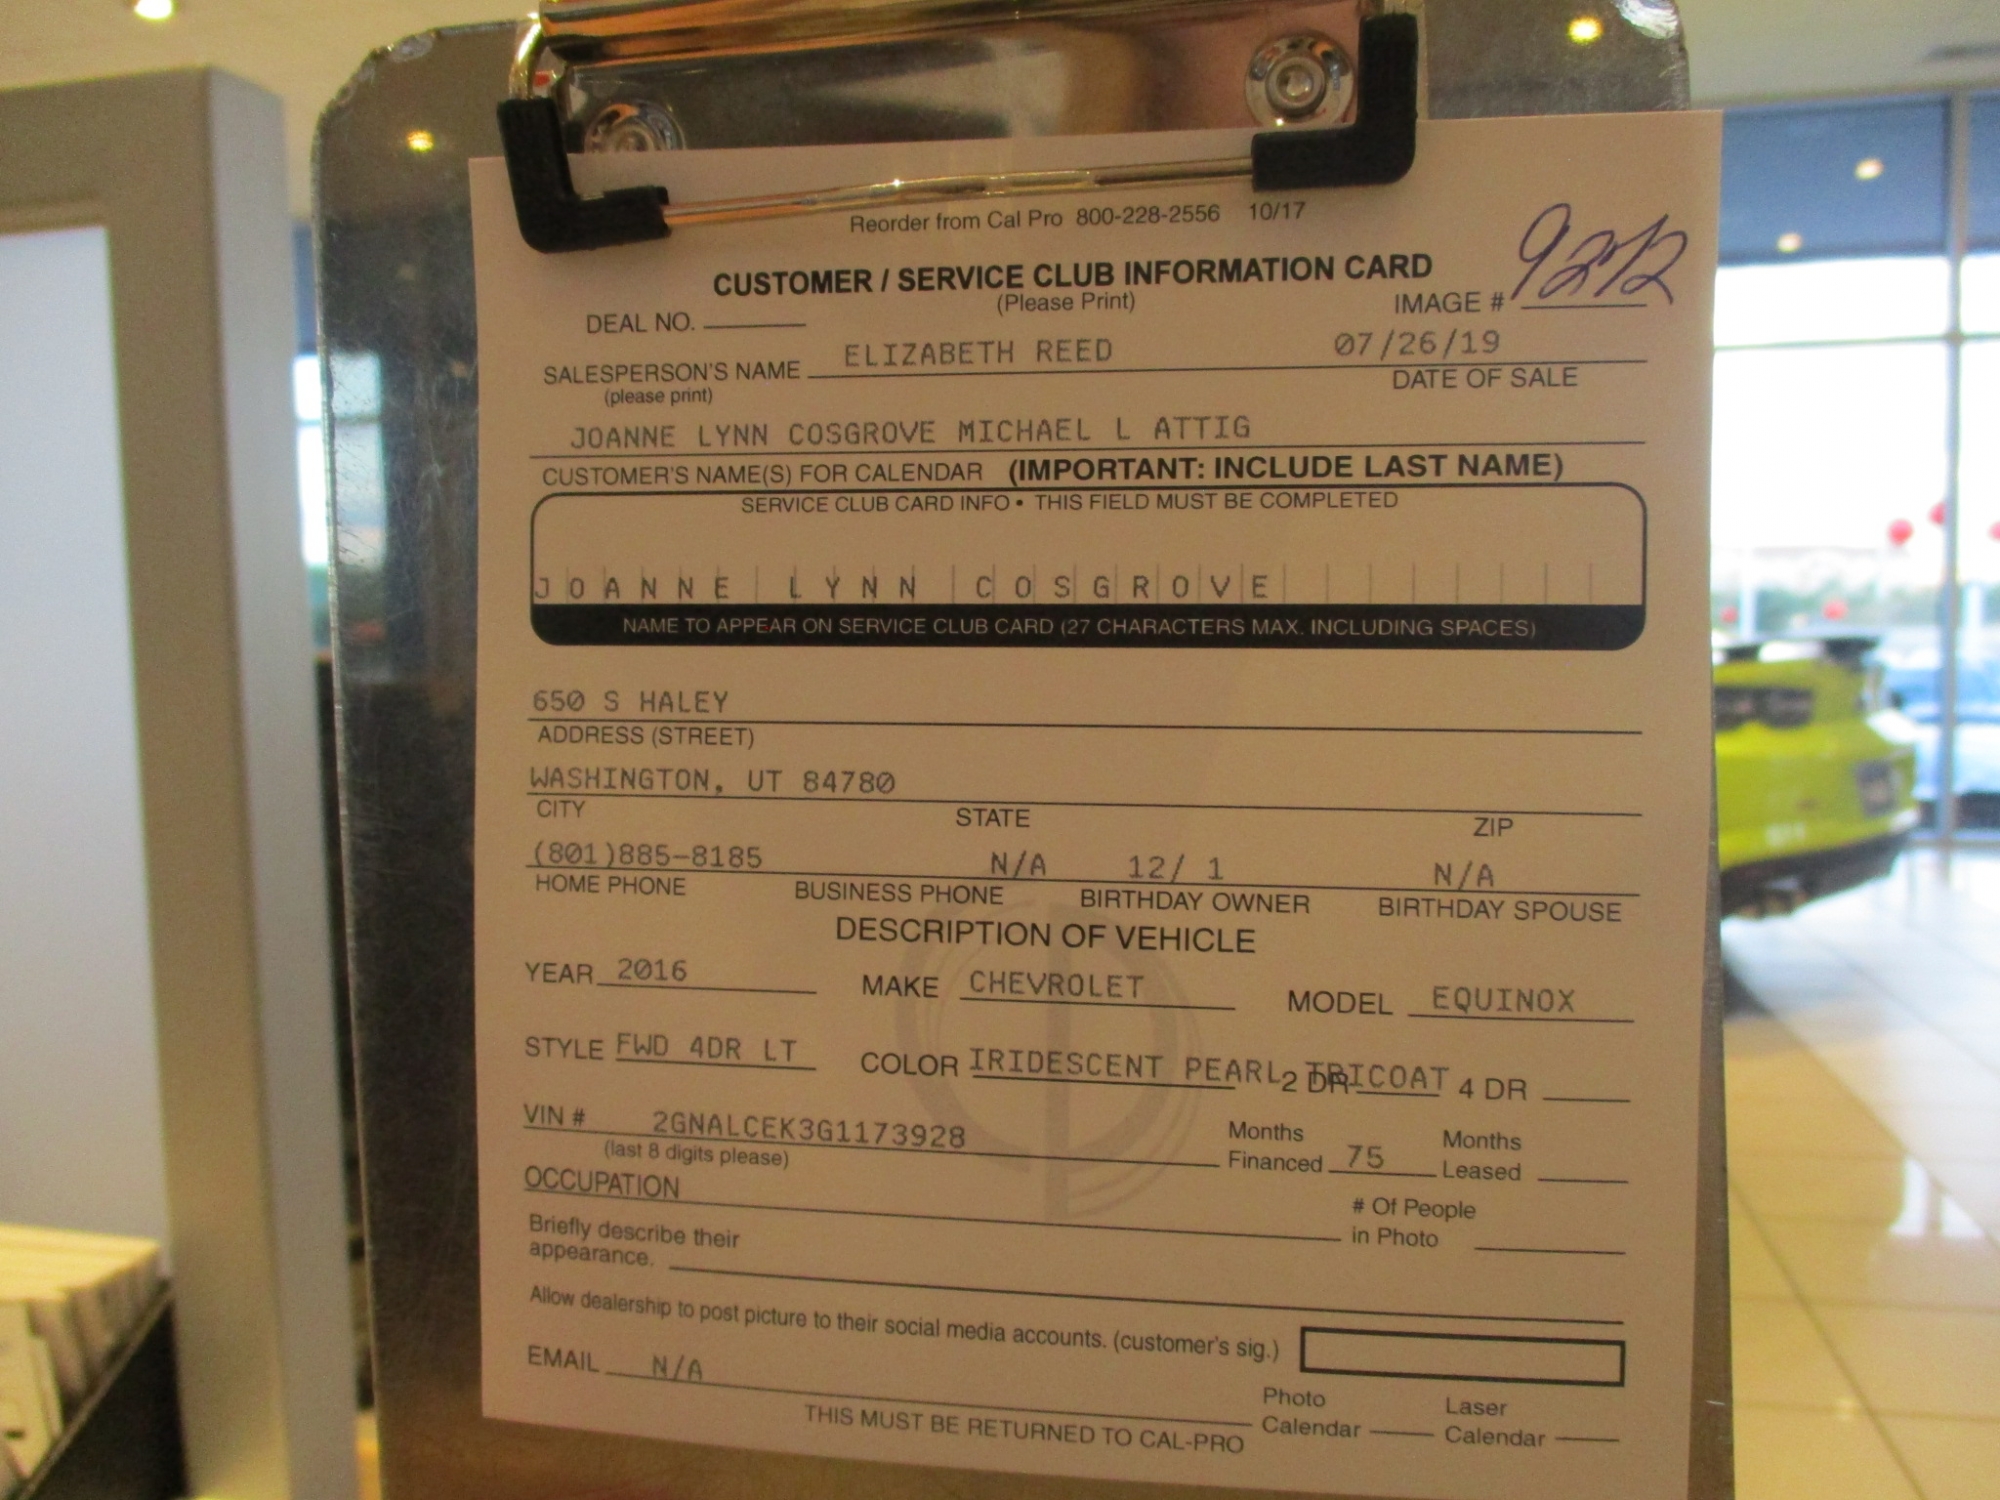 Reorder from Cal Pro 800-228-2556 10/17
CUSTOMER / SERVICE CLUB INFORMATION CARD
(Please Print)
DEAL NO. IMAGE #
SALESPERSON'S NAME ELIZABETH REED 07/26/19
(please print) DATE OF SALE
JOANNE LYNN COSGROVE MICHAEL L ATTIG
CUSTOMER'S NAME(S) FOR CALENDAR (IMPORTANT: INCLUDE LAST NAME)
SERVICE CLUB CARD INFO • THIS FIELD MUST BE COMPLETED
JOANNE LYNN COSGROVE
NAME TO APPEAR ON SERVICE CLUB CARD (27 CHARACTERS MAX. INCLUDING SPACES)
650 S HALEY
ADDRESS (STREET)
WASHINGTON, UT 84780
CITY STATE ZIP
(801)885-8185 N/A 12/ 1 N/A
HOME PHONE BUSINESS PHONE BIRTHDAY OWNER BIRTHDAY SPOUSE
DESCRIPTION OF VEHICLE
YEAR 2016 MAKE CHEVROLET MODEL EQUINOX
STYLE FWD 4DR LT COLOR IRIDESCENT PEARL TRICOAT 2 DR 4 DR
VIN # 2GNALCEK3G1173928 Months Financed 75 Months Leased
(last 8 digits please)
OCCUPATION # Of People in Photo
Briefly describe their
appearance.
Allow dealership to post picture to their social media accounts. (customer's sig.)
EMAIL N/A
Photo Calendar Laser Calendar
THIS MUST BE RETURNED TO CAL-PRO